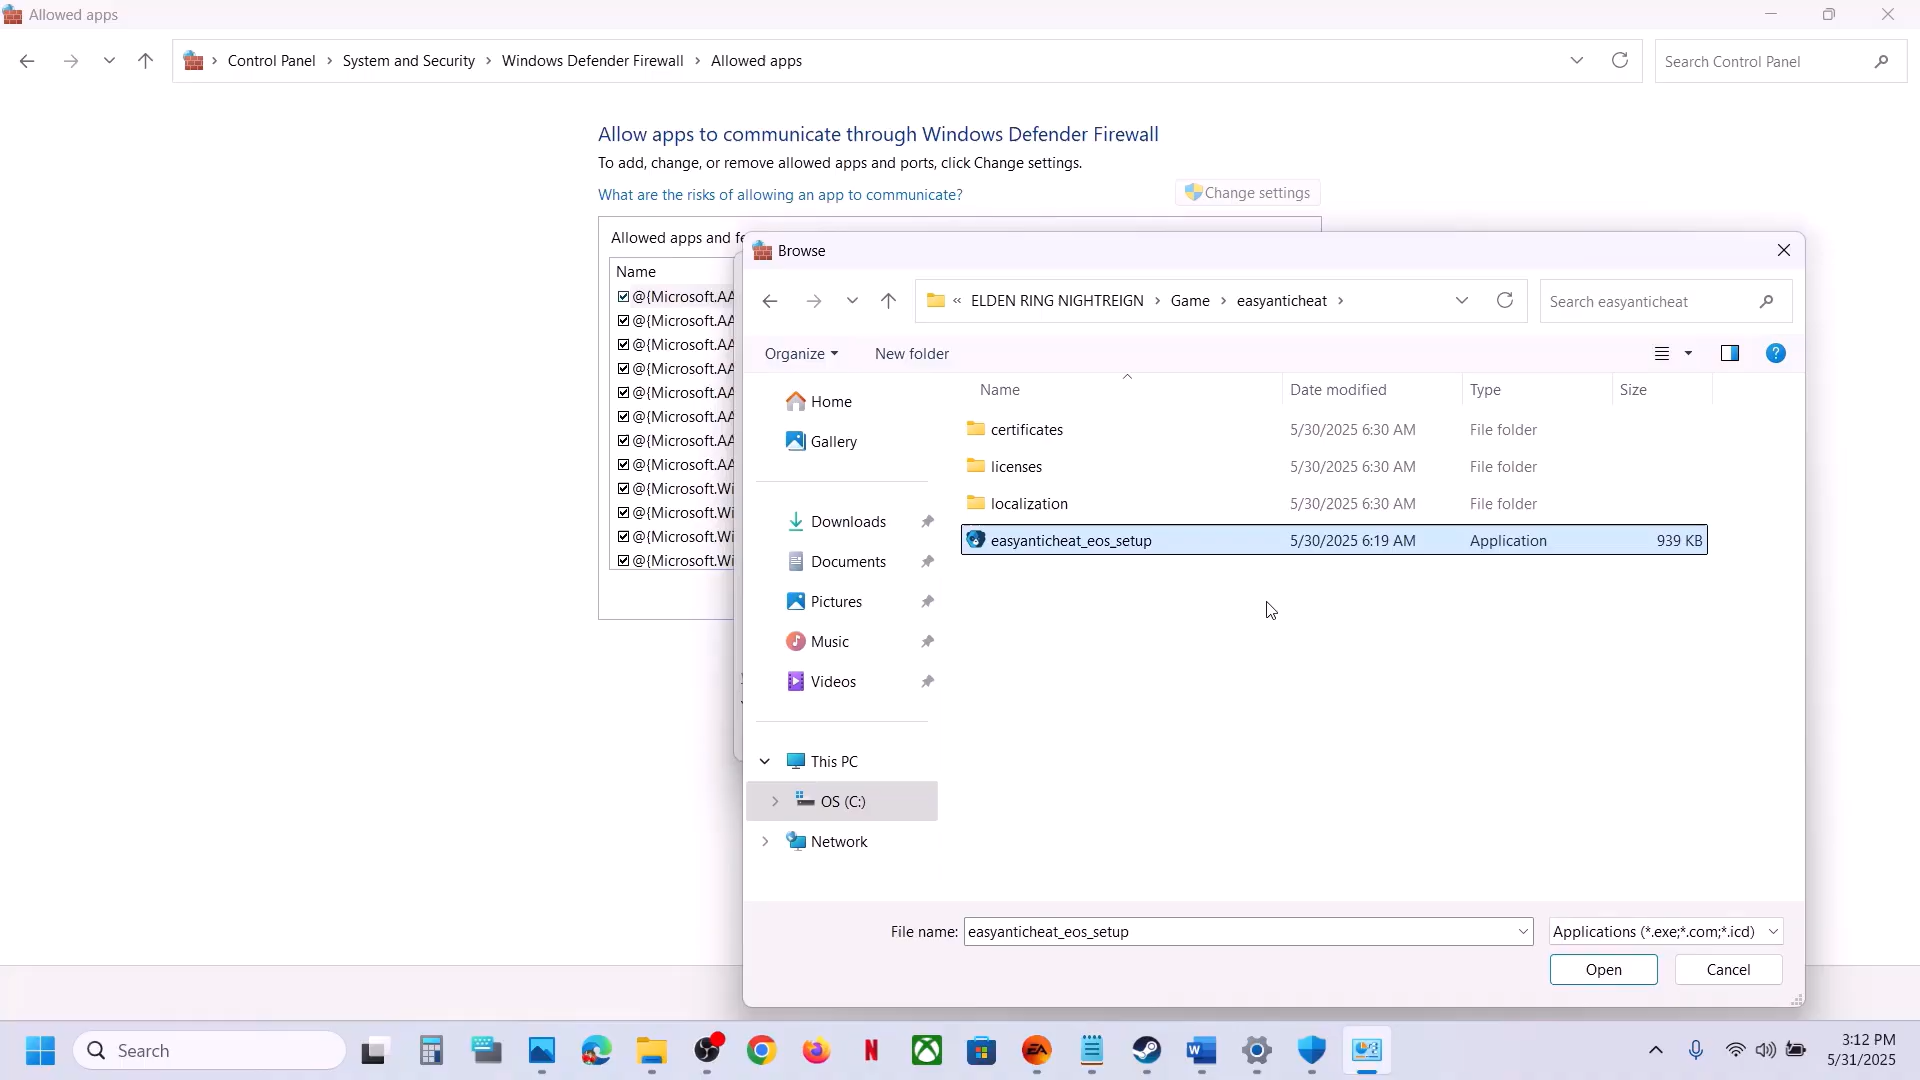 Allowed apps
Control Panel > System and Security > Windows Defender Firewall > Allowed apps
Search Control Panel
Allow apps to communicate through Windows Defender Firewall
To add, change, or remove allowed apps and ports, click Change settings.
What are the risks of allowing an app to communicate?
Change settings
Allowed apps and fe
Name
@{Microsoft.AA
@{Microsoft.AA
@{Microsoft.AA
@{Microsoft.AA
@{Microsoft.AA
@{Microsoft.AA
@{Microsoft.AA
@{Microsoft.AA
@{Microsoft.Wi
@{Microsoft.Wi
@{Microsoft.Wi
@{Microsoft.Wi
Browse
« ELDEN RING NIGHTREIGN > Game > easyanticheat >
Search easyanticheat
Organize
New folder
Home
Gallery
Downloads
Documents
Pictures
Music
Videos
This PC
OS (C:)
Network
Name Date modified Type Size
certificates 5/30/2025 6:30 AM File folder
licenses 5/30/2025 6:30 AM File folder
localization 5/30/2025 6:30 AM File folder
easyanticheat_eos_setup 5/30/2025 6:19 AM Application 939 KB
File name: easyanticheat_eos_setup
Applications (*.exe;*.com;*.icd)
Open
Cancel
Search
3:12 PM
5/31/2025